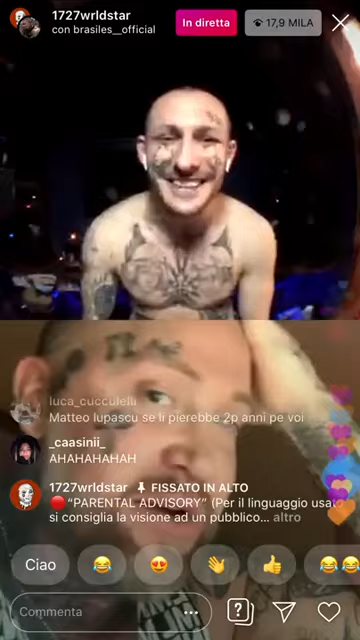 1727wrldstar
con brasiles__official
In diretta
17,9 MILA
luca_cucculelli
Matteo lupascu se li pierebbe 2p anni pe voi
_caasinii_
AHAHAHAHAH
1727wrldstar FISSATO IN ALTO
🔴“PARENTAL ADVISORY” (Per il linguaggio usato
si consiglia la visione ad un pubblico... altro
Ciao
Commenta